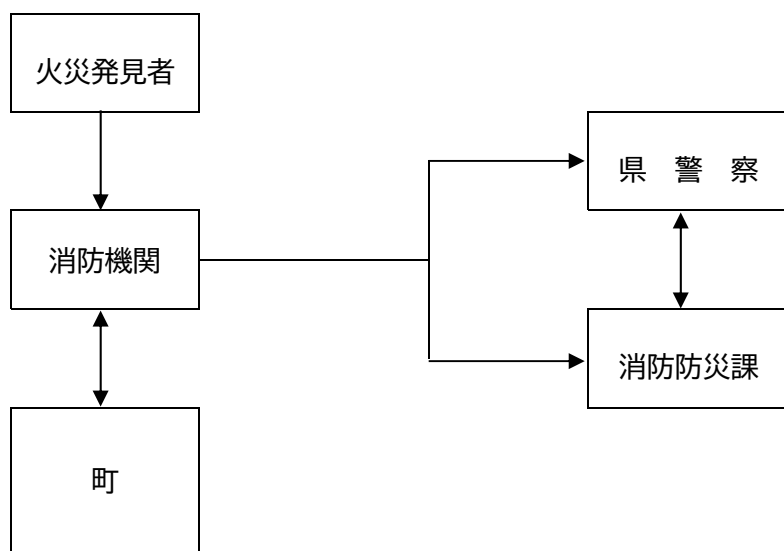 火災発見者
県　警　察
消防機関
消防防災課
町